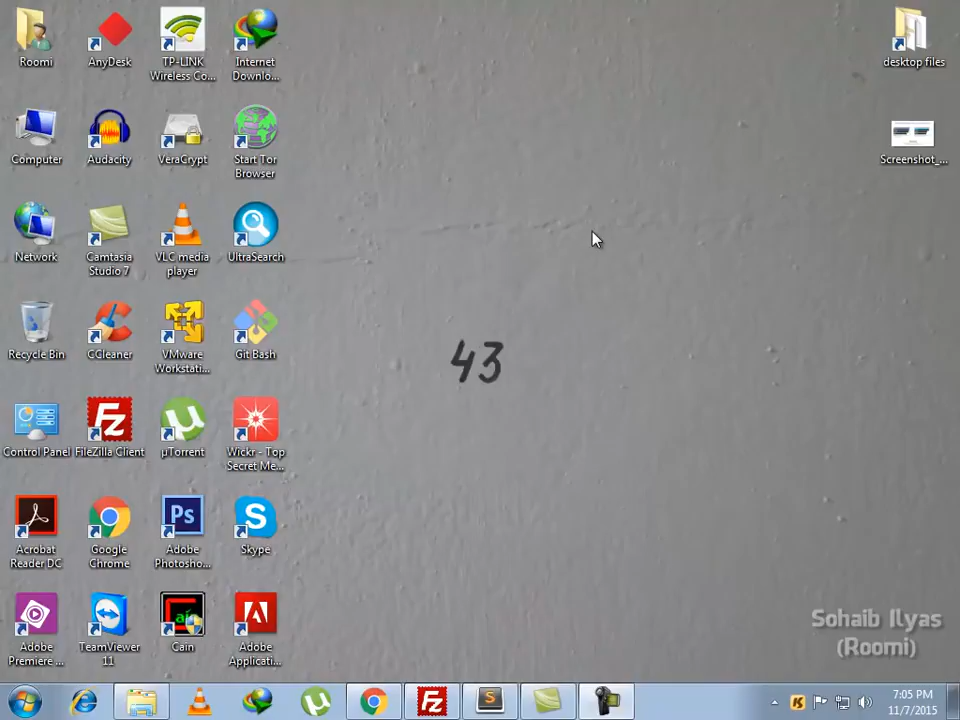 Roomi
AnyDesk
TP-LINK
Wireless Co...
Internet
Downlo...
desktop files
Computer
Audacity
VeraCrypt
Start Tor
Browser
Screenshot_...
Network
Camtasia
Studio 7
VLC media
player
UltraSearch
Recycle Bin
CCleaner
VMware
Workstati...
Git Bash
43
Control Panel
FileZilla Client
µTorrent
Wickr - Top
Secret Me...
Acrobat
Reader DC
Google
Chrome
Adobe
Photosho...
Skype
Adobe
Premiere ...
TeamViewer
11
Cain
Adobe
Applicati...
Sohaib Ilyas
(Roomi)
7:05 PM
11/7/2015